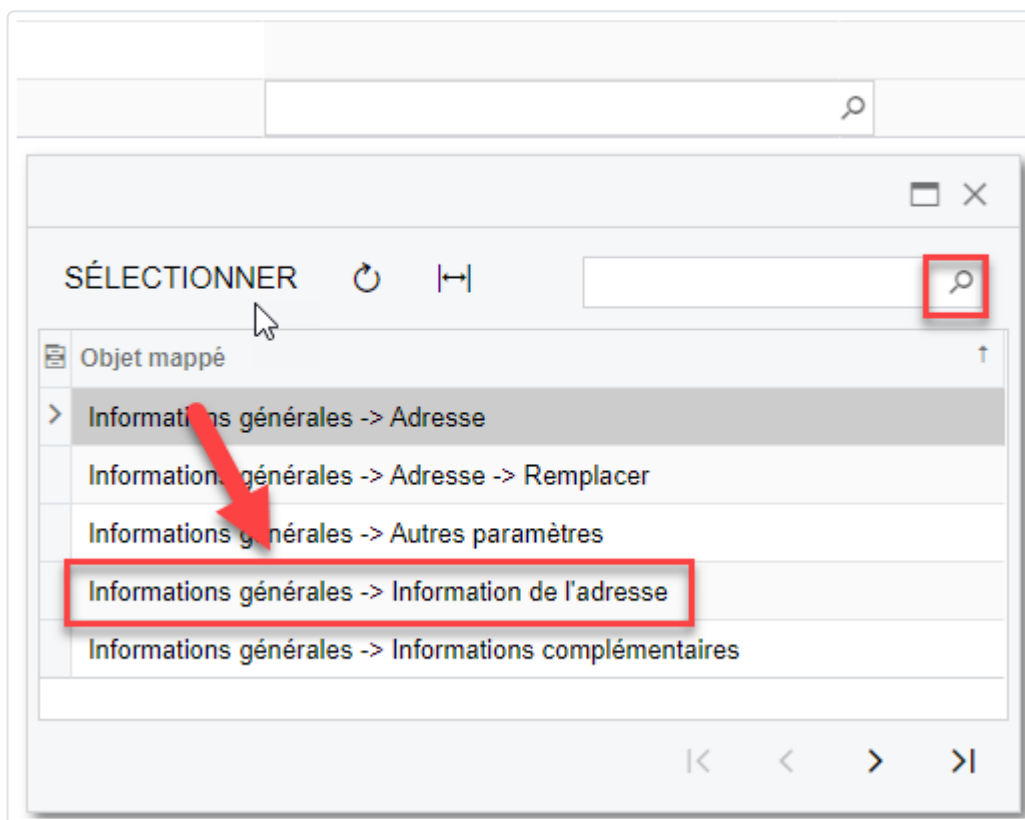 SÉLECTIONNER
Objet mappé
Informations générales -> Adresse
Informations générales -> Adresse -> Remplacer
Informations générales -> Autres paramètres
Informations générales -> Information de l'adresse
Informations générales -> Informations complémentaires